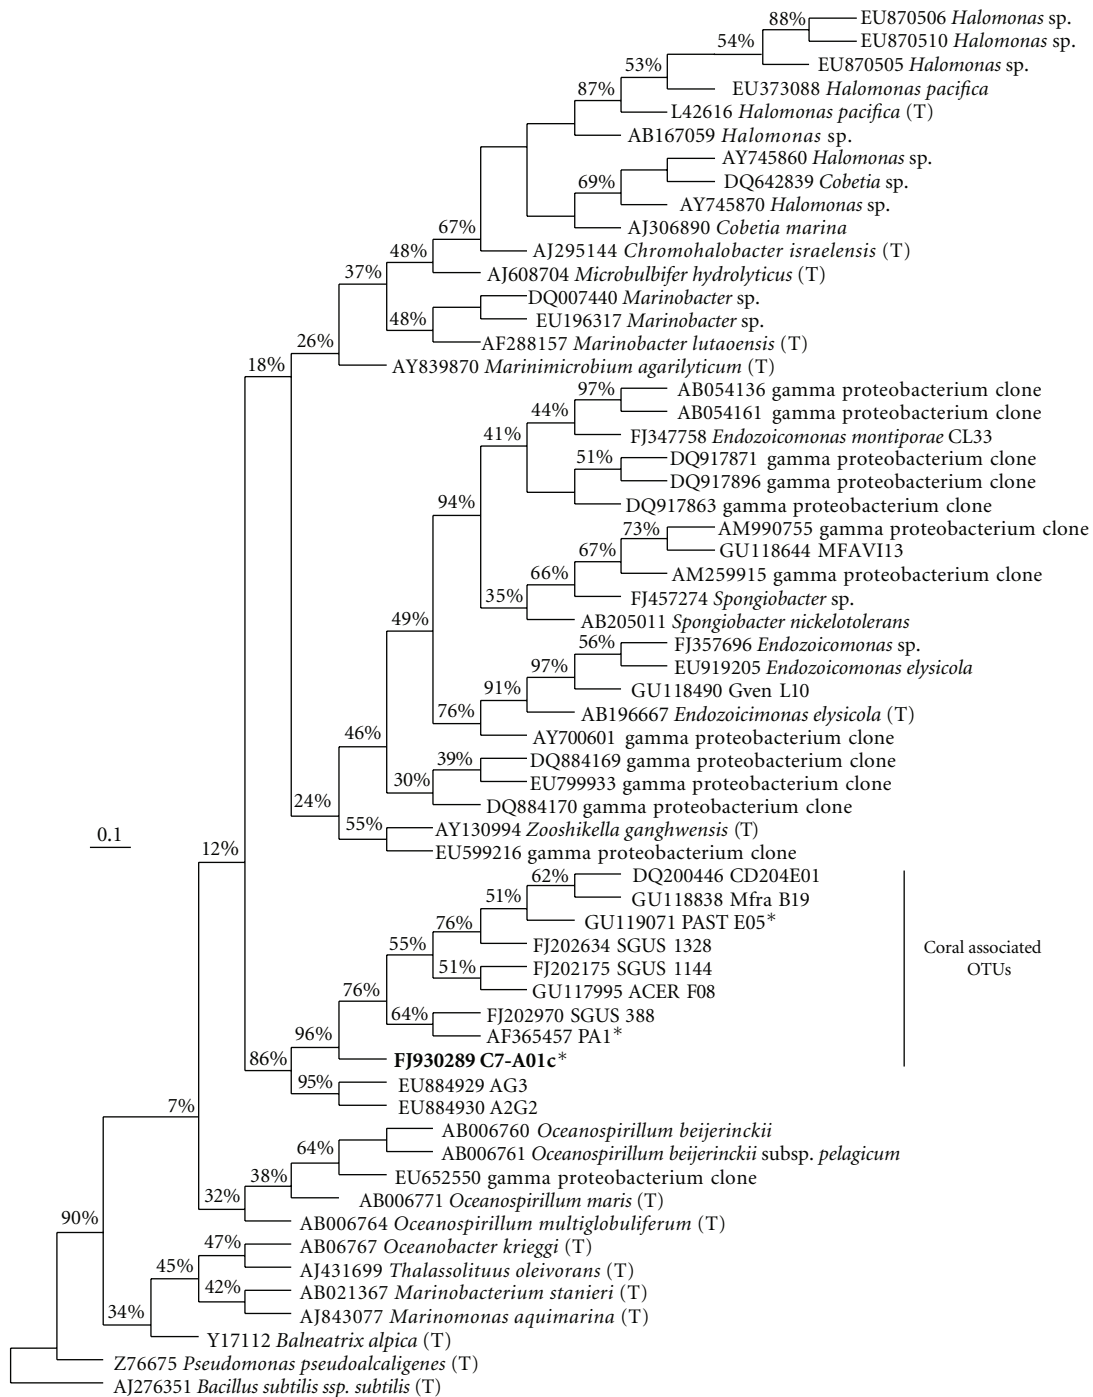 88% EU870506 Halomonas sp.
EU870510 Halomonas sp.
54%
EU870505 Halomonas sp.
53%
EU373088 Halomonas pacifica
87%
L42616 Halomonas pacifica (T)
AB167059 Halomonas sp.
AY745860 Halomonas sp.
69% DQ642839 Cobetia sp.
AY745870 Halomonas sp.
67% AJ306890 Cobetia marina
48% AJ295144 Chromohalobacter israelensis (T)
37% AJ608704 Microbulbifer hydrolyticus (T)
DQ007440 Marinobacter sp.
48% EU196317 Marinobacter sp.
26% AF288157 Marinobacter lutaoensis (T)
18% AY839870 Marinimicrobium agarilyticum (T)
97% AB054136 gamma proteobacterium clone
44% AB054161 gamma proteobacterium clone
41% FJ347758 Endozoicomonas montiporae CL33
51% DQ917871 gamma proteobacterium clone
DQ917896 gamma proteobacterium clone
94% DQ917863 gamma proteobacterium clone
73% AM990755 gamma proteobacterium clone
67% GU118644 MFAVI13
66% AM259915 gamma proteobacterium clone
35% FJ457274 Spongiobacter sp.
49% AB205011 Spongiobacter nickelotolerans
56% FJ357696 Endozoicomonas sp.
97% EU919205 Endozoicomonas elysicola
91% GU118490 Gven L10
76% AB196667 Endozoicimonas elysicola (T)
46% AY700601 gamma proteobacterium clone
39% DQ884169 gamma proteobacterium clone
30% EU799933 gamma proteobacterium clone
24% DQ884170 gamma proteobacterium clone
55% AY130994 Zooshikella ganghwensis (T)
0.1
12% EU599216 gamma proteobacterium clone
62% DQ200446 CD204E01
51% GU118838 Mfra B19
76% GU119071 PAST E05*
55% FJ202634 SGUS 1328
Coral associated
OTUs
51% FJ202175 SGUS 1144
76% GU117995 ACER F08
64% FJ202970 SGUS 388
96% AF365457 PA1*
86% FJ930289 C7-A01c*
95% EU884929 AG3
7% EU884930 A2G2
AB006760 Oceanospirillum beijerinckii
64% AB006761 Oceanospirillum beijerinckii subsp. pelagicum
38% EU652550 gamma proteobacterium clone
32% AB006771 Oceanospirillum maris (T)
90% AB006764 Oceanospirillum multiglobuliferum (T)
47% AB06767 Oceanobacter krieggi (T)
45% AJ431699 Thalassolituus oleivorans (T)
42% AB021367 Marinobacterium stanieri (T)
34% AJ843077 Marinomonas aquimarina (T)
Y17112 Balneatrix alpica (T)
Z76675 Pseudomonas pseudoalcaligenes (T)
AJ276351 Bacillus subtilis ssp. subtilis (T)